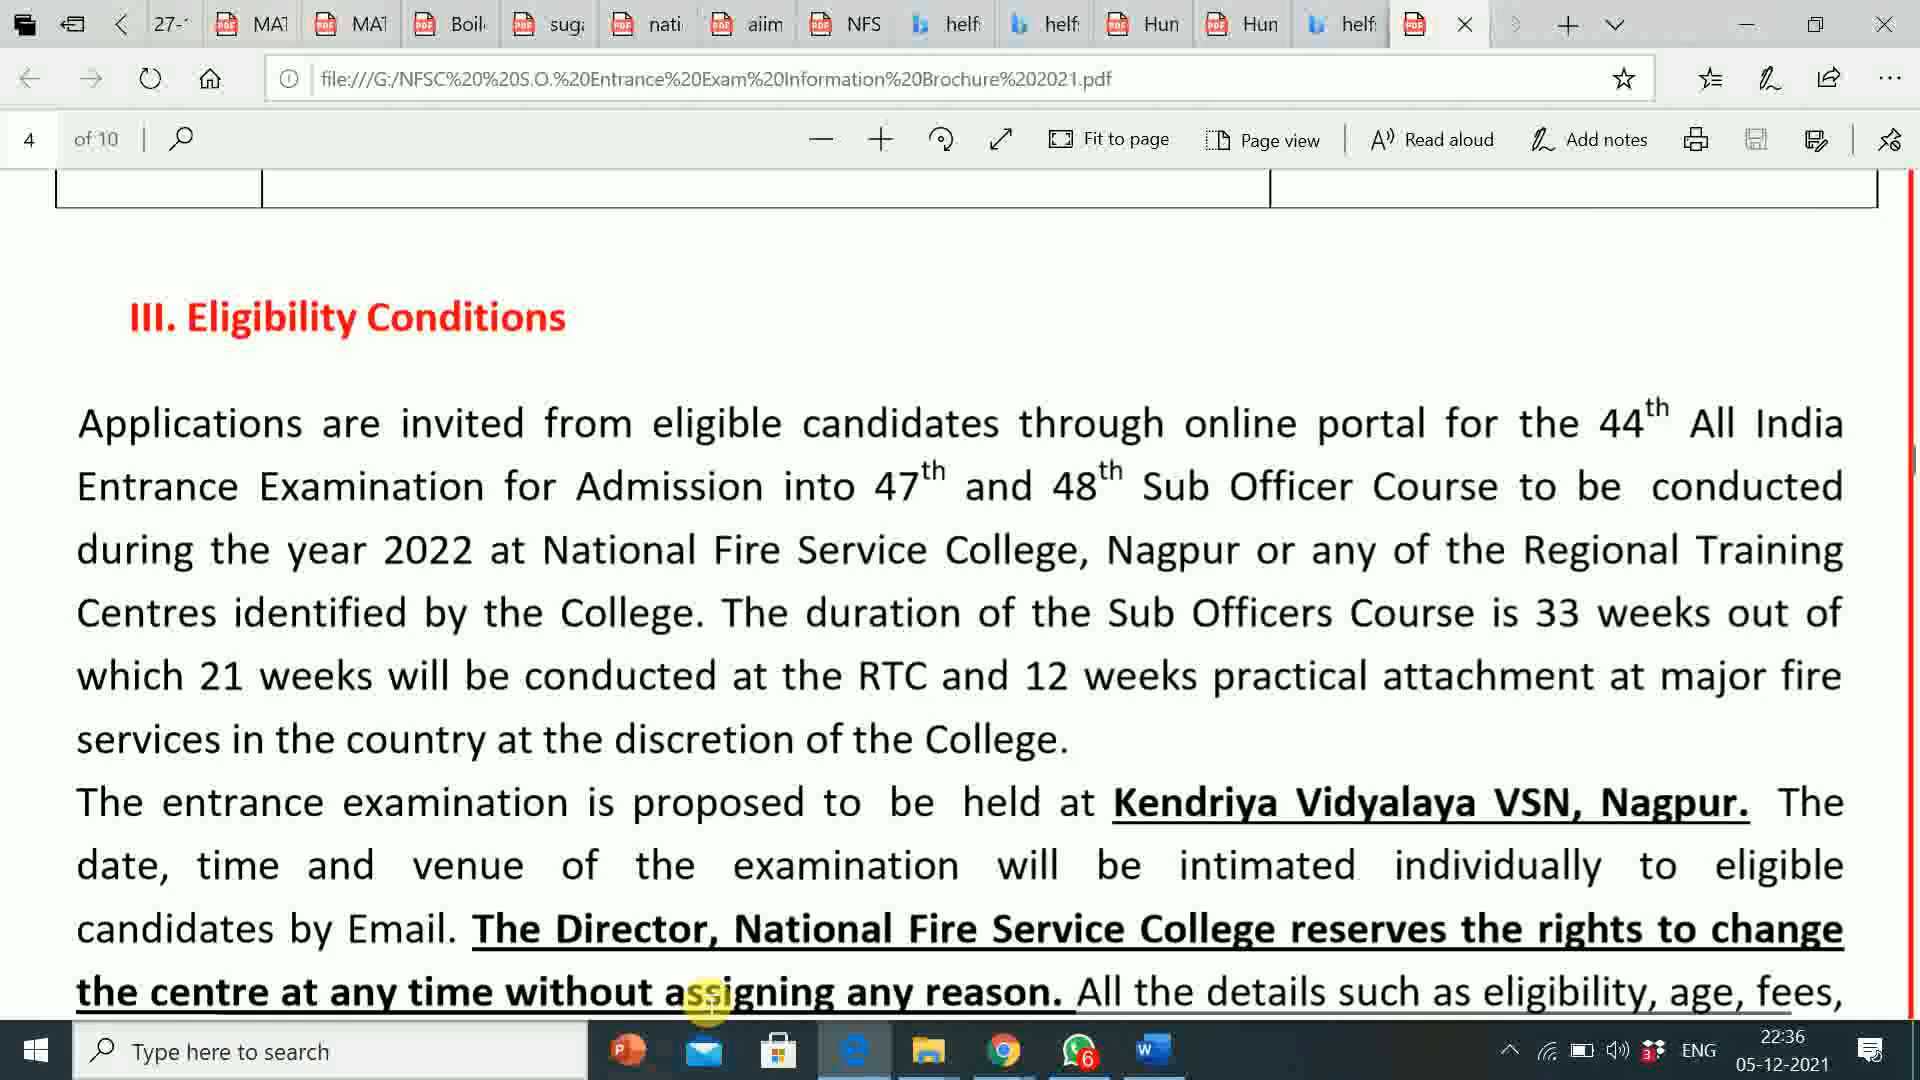 27-1 MAT MAT Boil suga nati aiim NFS helfs helfs Hun Hun helfs
file:///G:/NFSC%20%20S.O.%20Entrance%20Exam%20Information%20Brochure%202021.pdf
4 of 10 Fit to page Page view Read aloud Add notes
III. Eligibility Conditions
Applications are invited from eligible candidates through online portal for the 44th All India
Entrance Examination for Admission into 47th and 48th Sub Officer Course to be conducted
during the year 2022 at National Fire Service College, Nagpur or any of the Regional Training
Centres identified by the College. The duration of the Sub Officers Course is 33 weeks out of
which 21 weeks will be conducted at the RTC and 12 weeks practical attachment at major fire
services in the country at the discretion of the College.
The entrance examination is proposed to be held at Kendriya Vidyalaya VSN, Nagpur. The
date, time and venue of the examination will be intimated individually to eligible
candidates by Email. The Director, National Fire Service College reserves the rights to change
the centre at any time without assigning any reason. All the details such as eligibility, age, fees,
Type here to search 6 3 ENG 22:36
05-12-2021